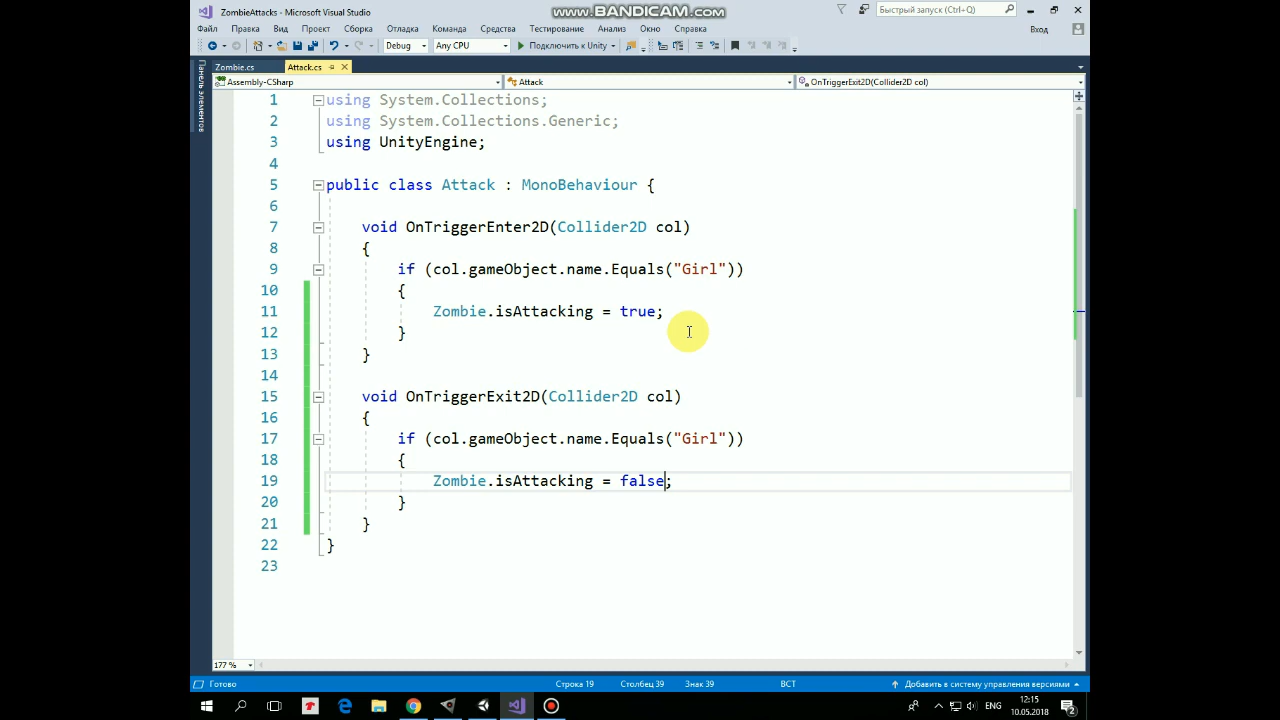 ZombieAttacks - Microsoft Visual Studio
www.BANDICAM.com
Быстрый запуск (Ctrl+Q)
Файл Правка Вид Проект Сборка Отладка Команда Средства Тестирование Анализ Окно Справка Вход
Debug Any CPU Подключить к Unity
Панель элементов
Zombie.cs Attack.cs
Assembly-CSharp Attack OnTriggerExit2D(Collider2D col)
1 using System.Collections;
2 using System.Collections.Generic;
3 using UnityEngine;
4
5 public class Attack : MonoBehaviour {
6
7 void OnTriggerEnter2D(Collider2D col)
8 {
9 if (col.gameObject.name.Equals("Girl"))
10 {
11 Zombie.isAttacking = true;
12 }
13 }
14
15 void OnTriggerExit2D(Collider2D col)
16 {
17 if (col.gameObject.name.Equals("Girl"))
18 {
19 Zombie.isAttacking = false;
20 }
21 }
22 }
23
177 %
Готово Строка 19 Столбец 39 Знак 39 ВСТ Добавить в систему управления версиями
ENG 12:15
10.05.2018 2